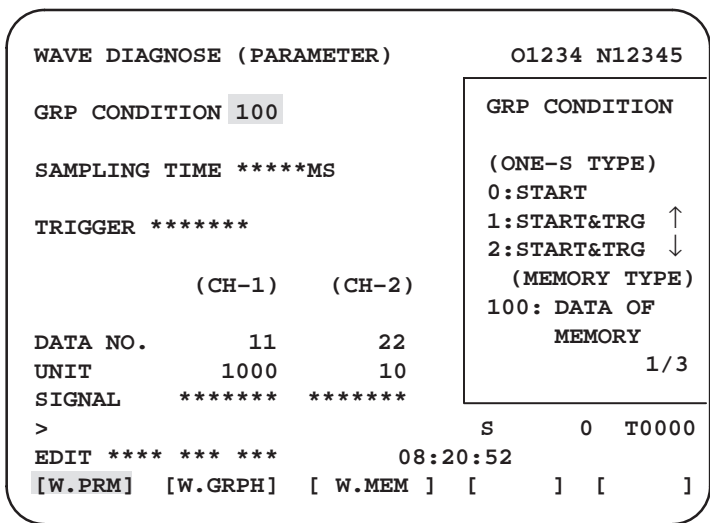 WAVE DIAGNOSE (PARAMETER) O1234 N12345
GRP CONDITION 100
SAMPLING TIME *****MS
TRIGGER *******
(CH–1) (CH–2)
DATA NO. 11 22
UNIT 1000 10
SIGNAL ******* *******
GRP CONDITION
(ONE–S TYPE)
0:START
1:START&TRG ↑
2:START&TRG ↓
(MEMORY TYPE)
100: DATA OF
MEMORY
1/3
> S 0 T0000
EDIT **** *** *** 08:20:52
[W.PRM] [W.GRPH] [ W.MEM ] [ ] [ ]